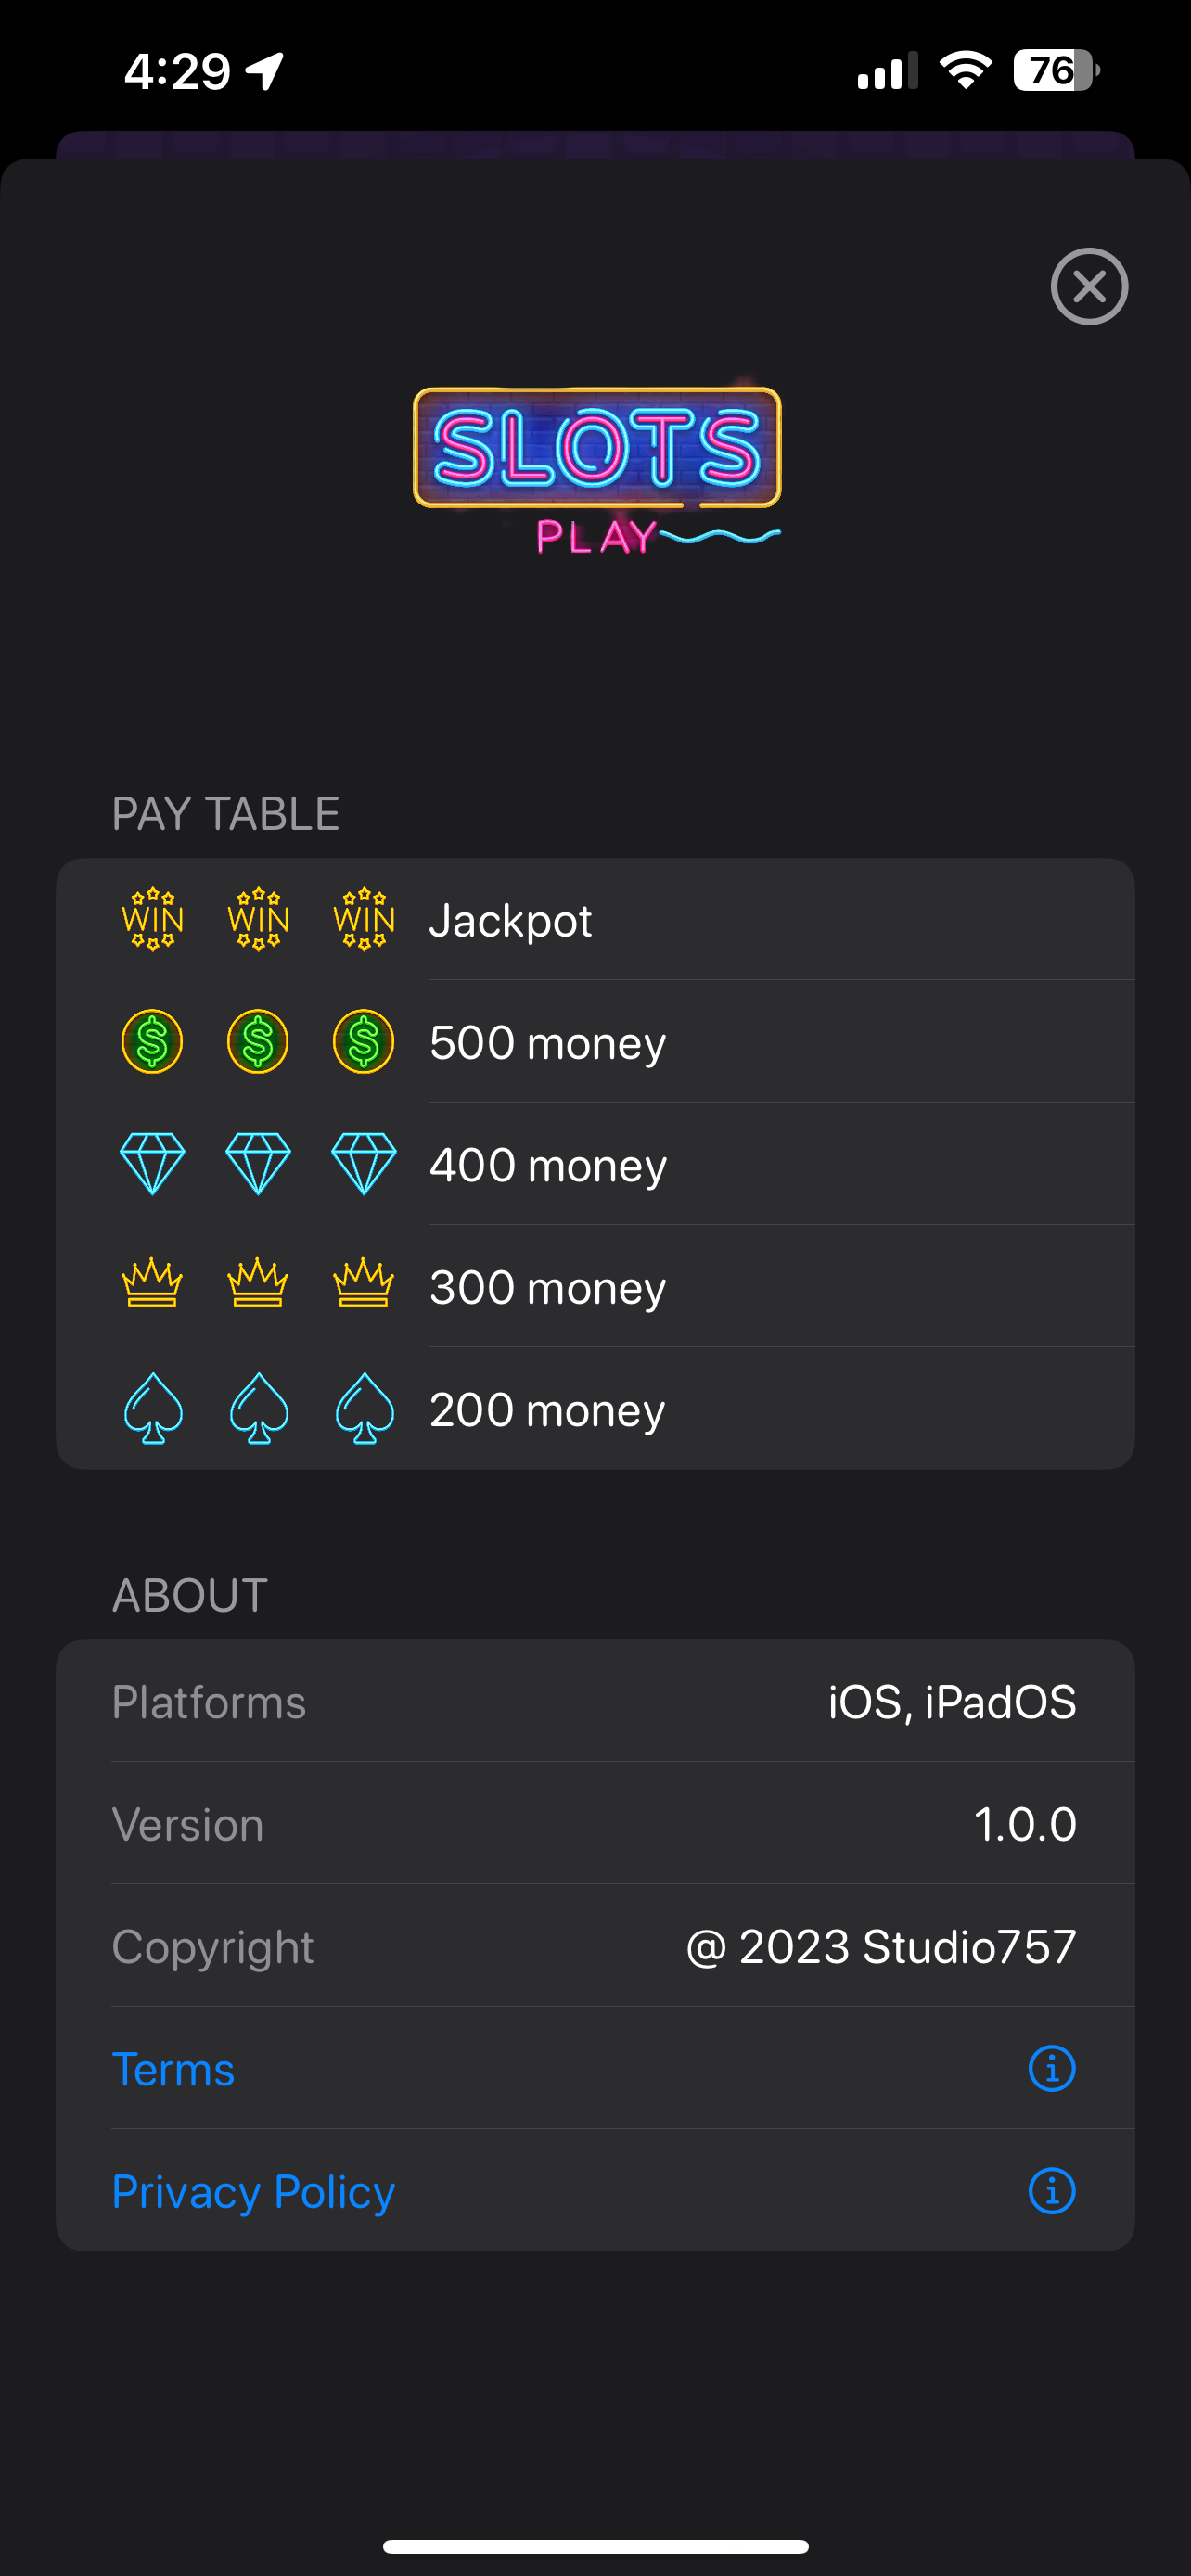 4:29
76
SLOTS
PLAY
PAY TABLE
WIN WIN WIN Jackpot
$ $ $ 500 money
400 money
300 money
200 money
ABOUT
Platforms iOS, iPadOS
Version 1.0.0
Copyright @ 2023 Studio757
Terms
Privacy Policy